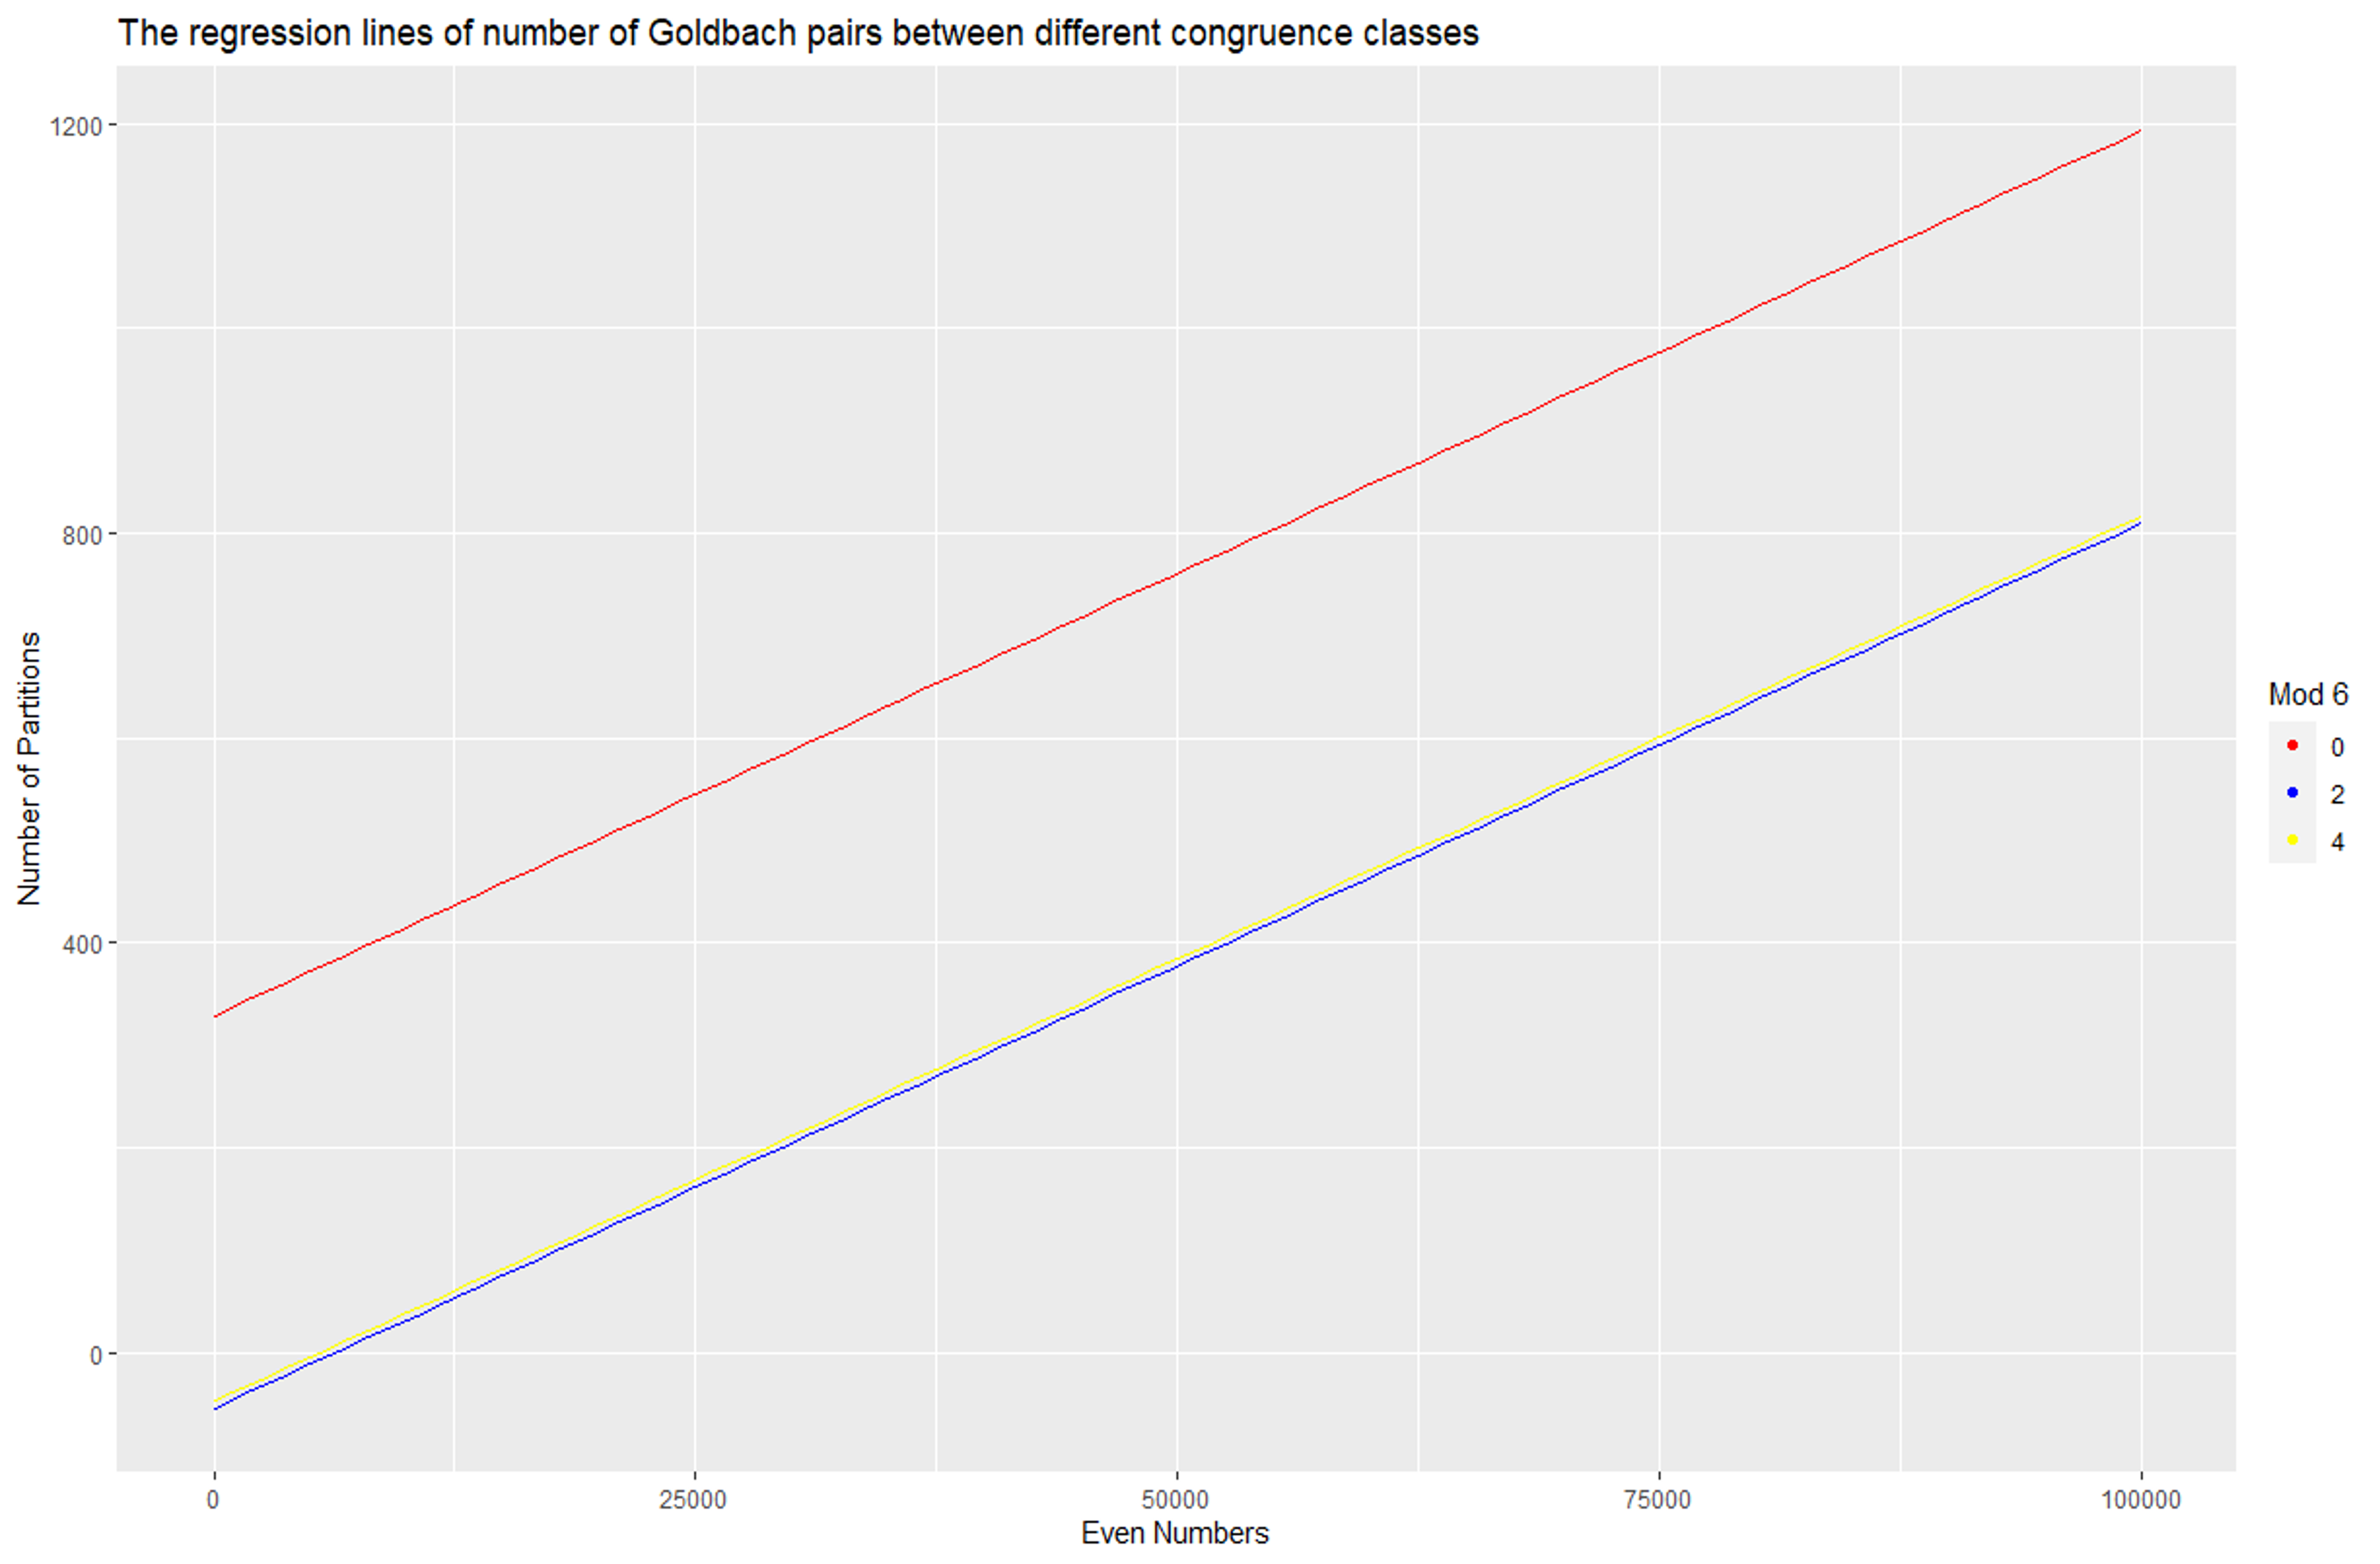 The regression lines of number of Goldbach pairs between different congruence classes
1200
800
400
0
Number of Partitions
0 25000 50000 75000 100000
Even Numbers
Mod 6
0
2
4